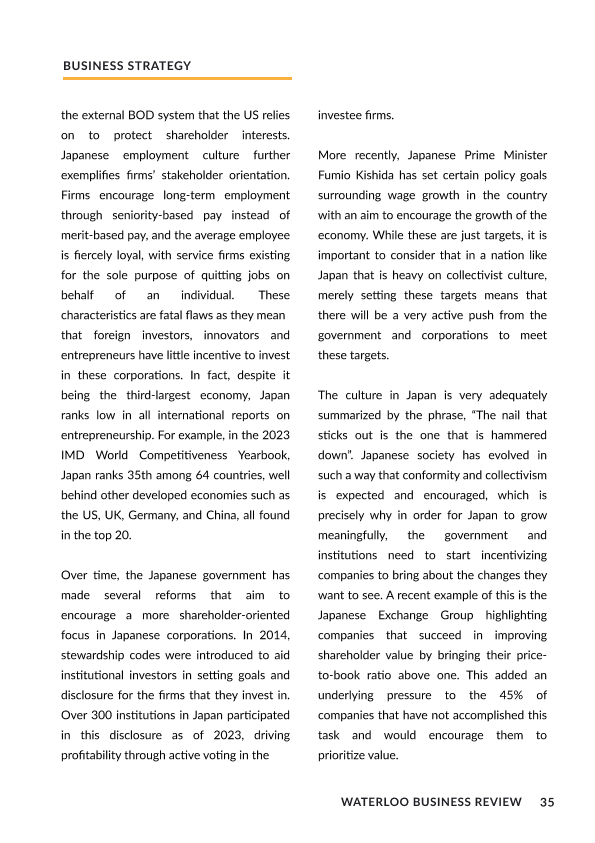 BUSINESS STRATEGY
the external BOD system that the US relies
on to protect shareholder interests.
Japanese employment culture further
exemplifies firms' stakeholder orientation.
Firms encourage long-term employment
through seniority-based pay instead of
merit-based pay, and the average employee
is fiercely loyal, with service firms existing
for the sole purpose of quitting jobs on
behalf of an individual. These
characteristics are fatal flaws as they mean
that foreign investors, innovators and
entrepreneurs have little incentive to invest
in these corporations. In fact, despite it
being the third-largest economy, Japan
ranks low in all international reports on
entrepreneurship. For example, in the 2023
IMD World Competitiveness Yearbook,
Japan ranks 35th among 64 countries, well
behind other developed economies such as
the US, UK, Germany, and China, all found
in the top 20.
Over time, the Japanese government has
made several reforms that aim to
encourage a more shareholder-oriented
focus in Japanese corporations. In 2014,
stewardship codes were introduced to aid
institutional investors in setting goals and
disclosure for the firms that they invest in.
Over 300 institutions in Japan participated
in this disclosure as of 2023, driving
profitability through active voting in the
investee firms.
More recently, Japanese Prime Minister
Fumio Kishida has set certain policy goals
surrounding wage growth in the country
with an aim to encourage the growth of the
economy. While these are just targets, it is
important to consider that in a nation like
Japan that is heavy on collectivist culture,
merely setting these targets means that
there will be a very active push from the
government and corporations to meet
these targets.
The culture in Japan is very adequately
summarized by the phrase, "The nail that
sticks out is the one that is hammered
down". Japanese society has evolved in
such a way that conformity and collectivism
is expected and encouraged, which is
precisely why in order for Japan to grow
meaningfully, the government and
institutions need to start incentivizing
companies to bring about the changes they
want to see. A recent example of this is the
Japanese Exchange Group highlighting
companies that succeed in improving
shareholder value by bringing their price-
to-book ratio above one. This added an
underlying pressure to the 45% of
companies that have not accomplished this
task and would encourage them to
prioritize value.
WATERLOO BUSINESS REVIEW 35